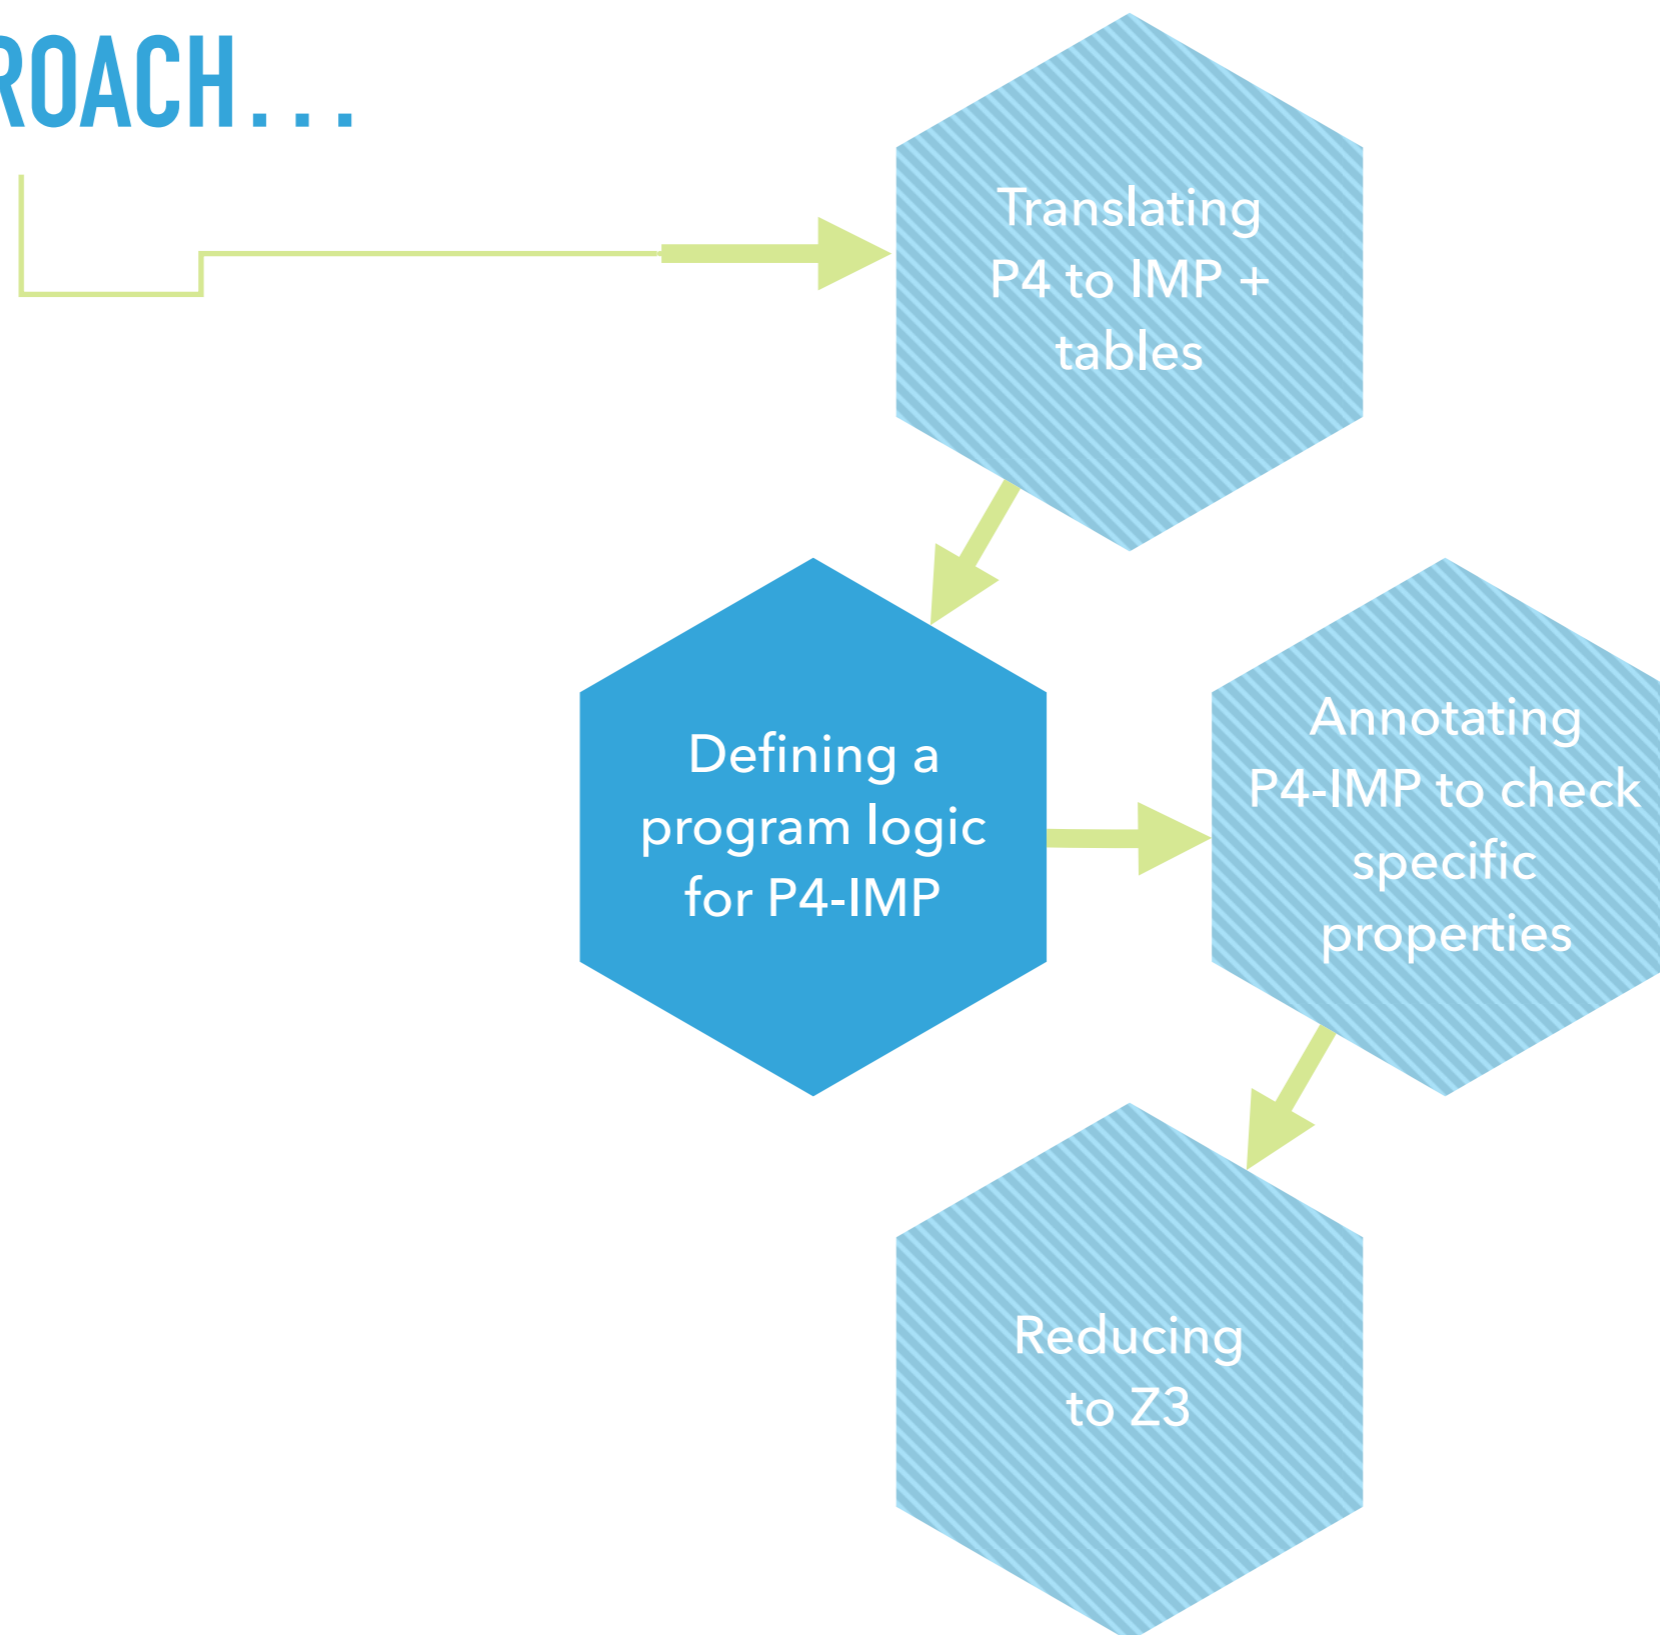 ROACH...
Translating
P4 to IMP +
tables
Defining a
program logic
for P4-IMP
Annotating
P4-IMP to check
specific
properties
Reducing
to Z3